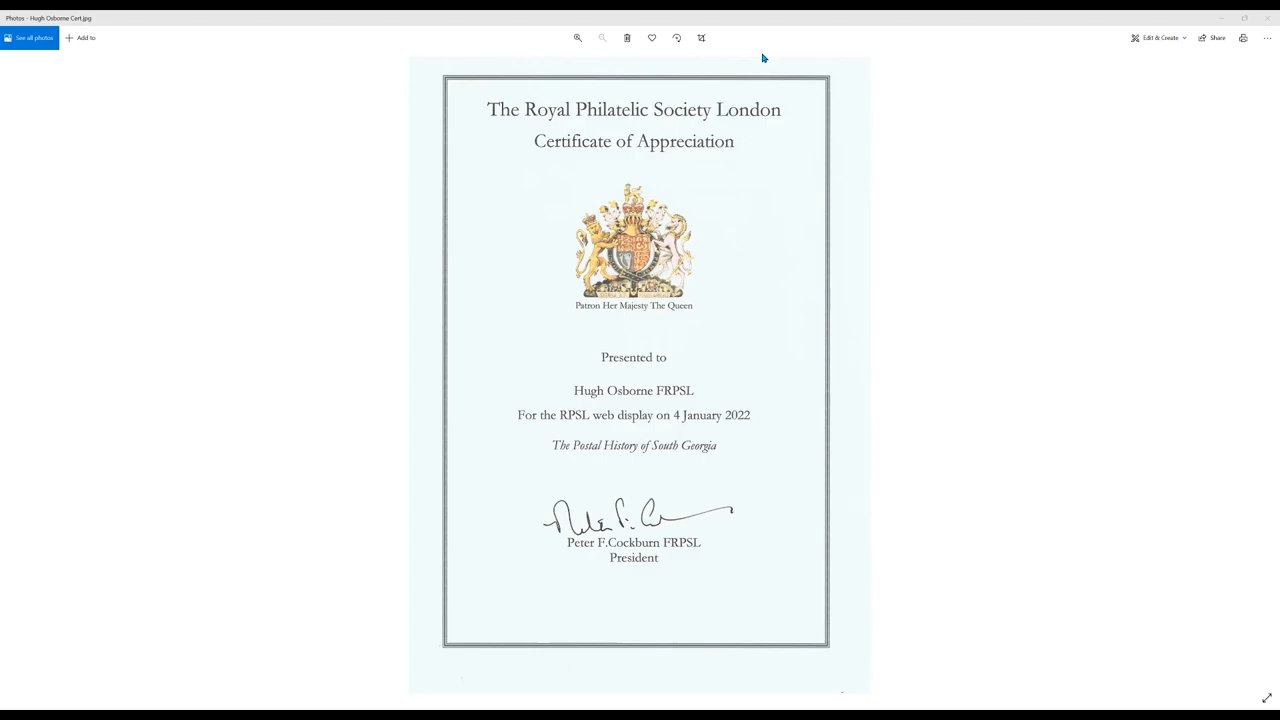 Photos - Hugh Osborne Cert.jpg
See all photos
Add to
Edit & Create
Share
The Royal Philatelic Society London
Certificate of Appreciation
Patron Her Majesty The Queen
Presented to
Hugh Osborne FRPSL
For the RPSL web display on 4 January 2022
The Postal History of South Georgia
Peter F.Cockburn FRPSL
President